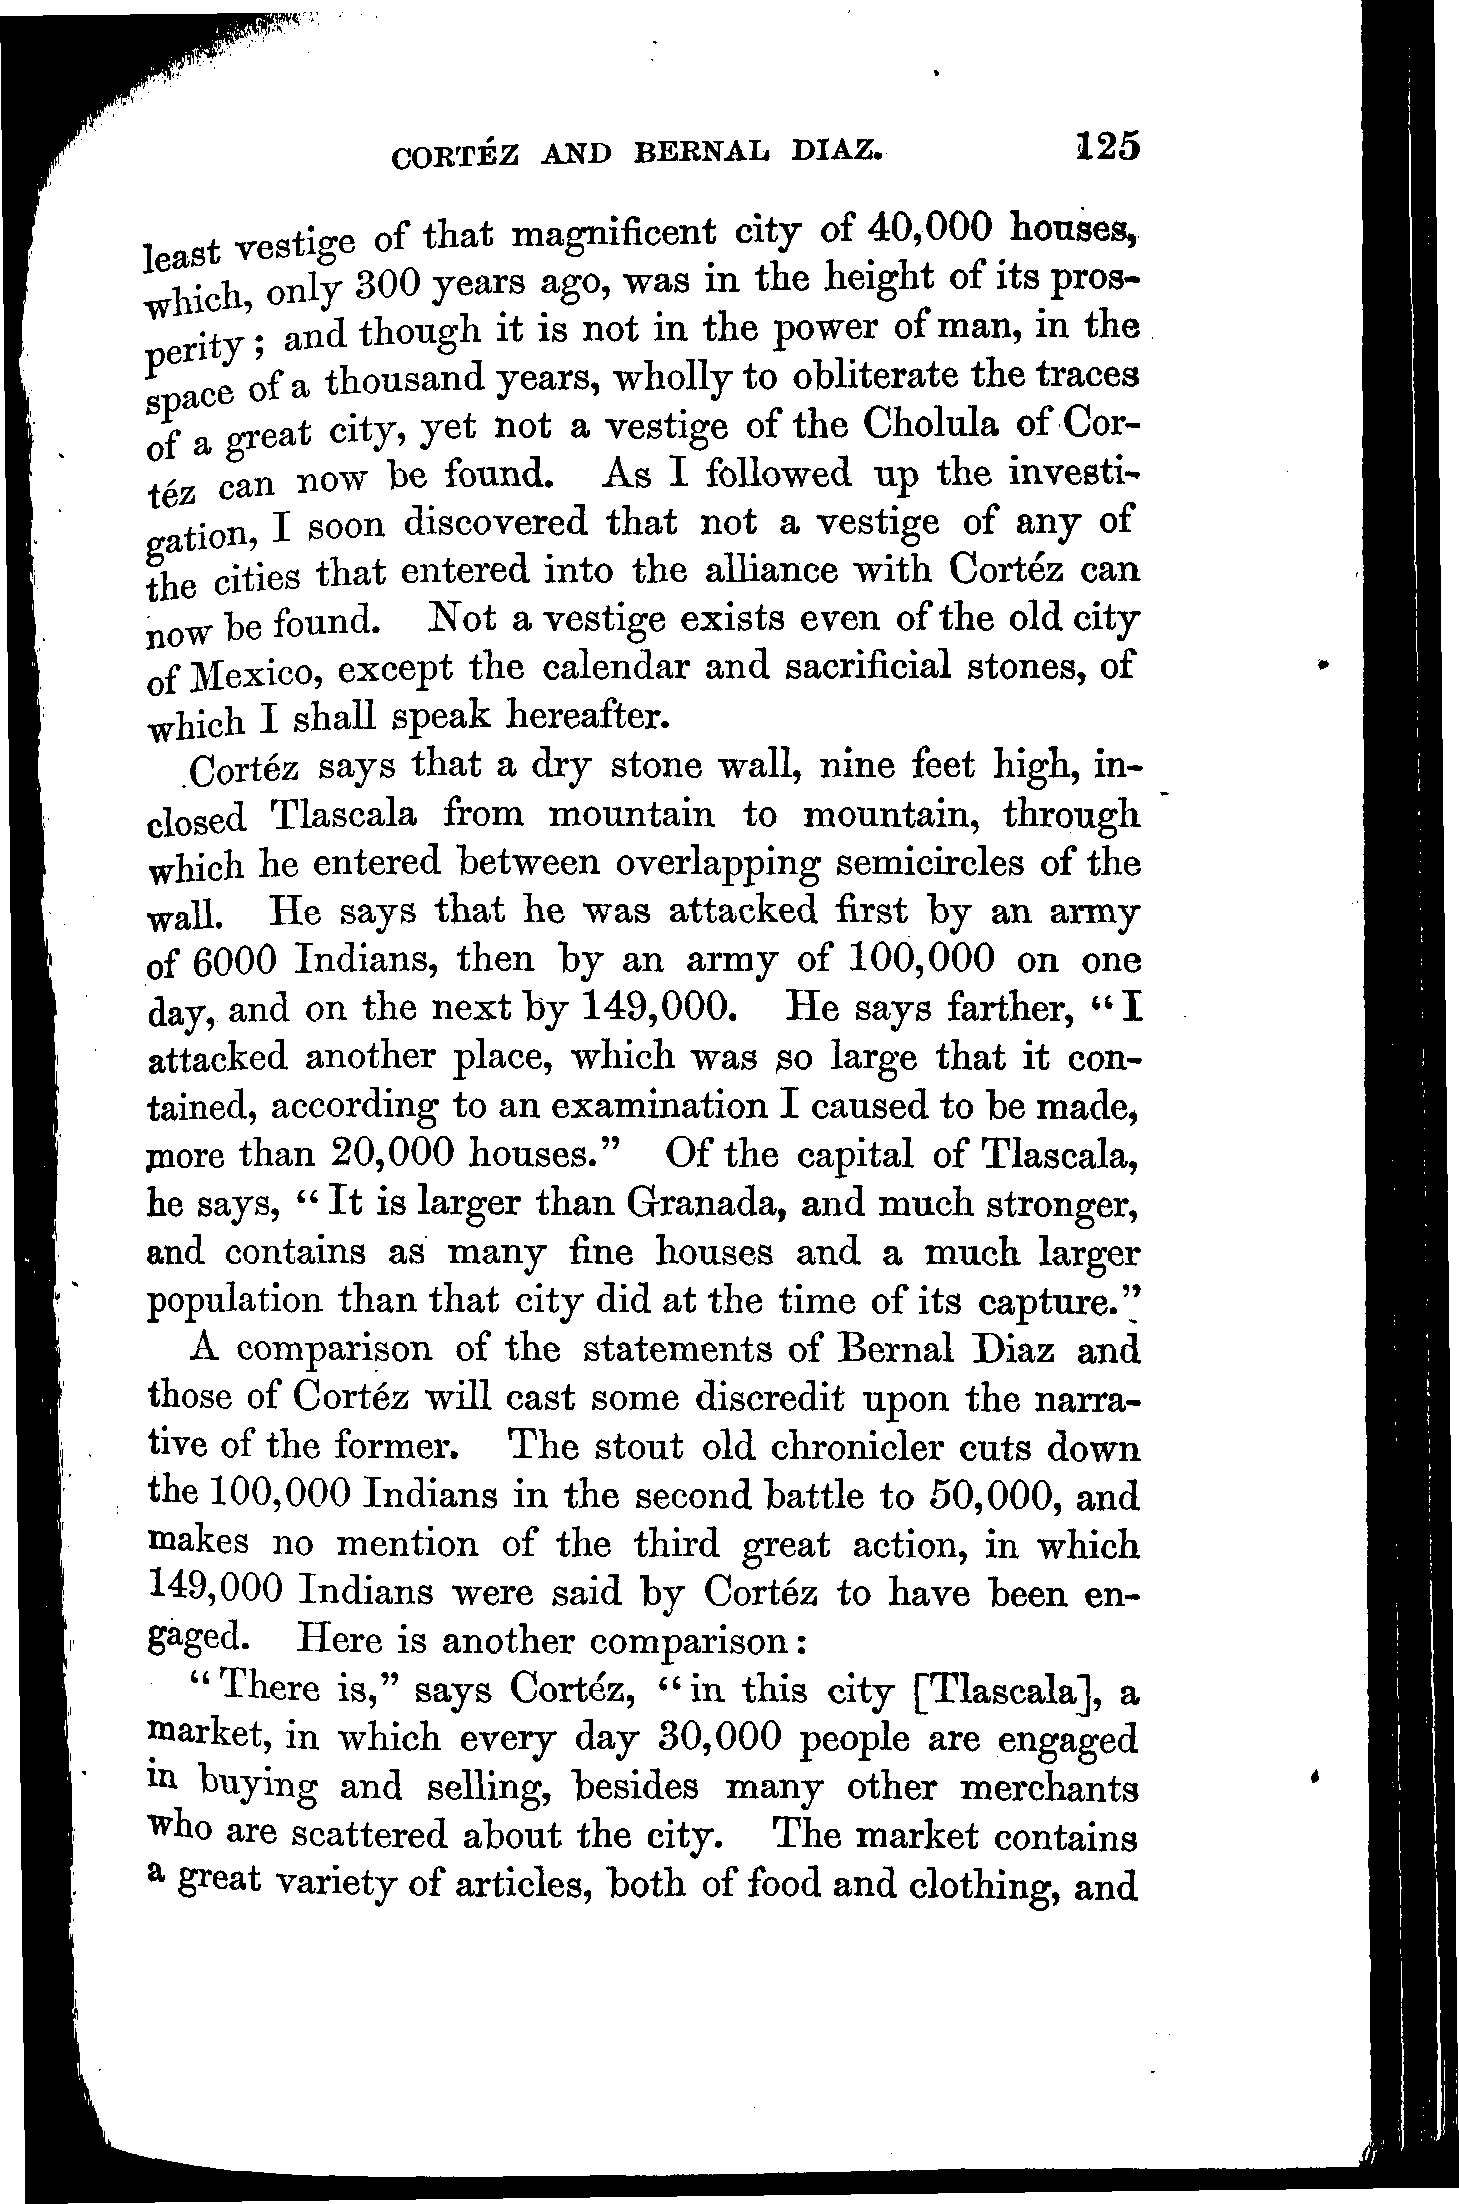 CORTÉZ AND BERNAL DIAZ. 125
least vestige of that magnificent city of 40,000 houses,
which, only 300 years ago, was in the height of its pros-
perity; and though it is not in the power of man, in the
space of a thousand years, wholly to obliterate the traces
of a great city, yet not a vestige of the Cholula of Cor-
téz can now be found. As I followed up the investi-
gation, I soon discovered that not a vestige of any of
the cities that entered into the alliance with Cortéz can
now be found. Not a vestige exists even of the old city
of Mexico, except the calendar and sacrificial stones, of
which I shall speak hereafter.
Cortéz says that a dry stone wall, nine feet high, in-
closed Tlascala from mountain to mountain, through
which he entered between overlapping semicircles of the
wall. He says that he was attacked first by an army
of 6000 Indians, then by an army of 100,000 on one
day, and on the next by 149,000. He says farther, "I
attacked another place, which was so large that it con-
tained, according to an examination I caused to be made,
more than 20,000 houses." Of the capital of Tlascala,
he says, "It is larger than Granada, and much stronger,
and contains as many fine houses and a much larger
population than that city did at the time of its capture."
A comparison of the statements of Bernal Diaz and
those of Cortéz will cast some discredit upon the narra-
tive of the former. The stout old chronicler cuts down
the 100,000 Indians in the second battle to 50,000, and
makes no mention of the third great action, in which
149,000 Indians were said by Cortéz to have been en-
gaged. Here is another comparison:
"There is," says Cortéz, "in this city [Tlascala], a
market, in which every day 30,000 people are engaged
in buying and selling, besides many other merchants
who are scattered about the city. The market contains
a great variety of articles, both of food and clothing, and